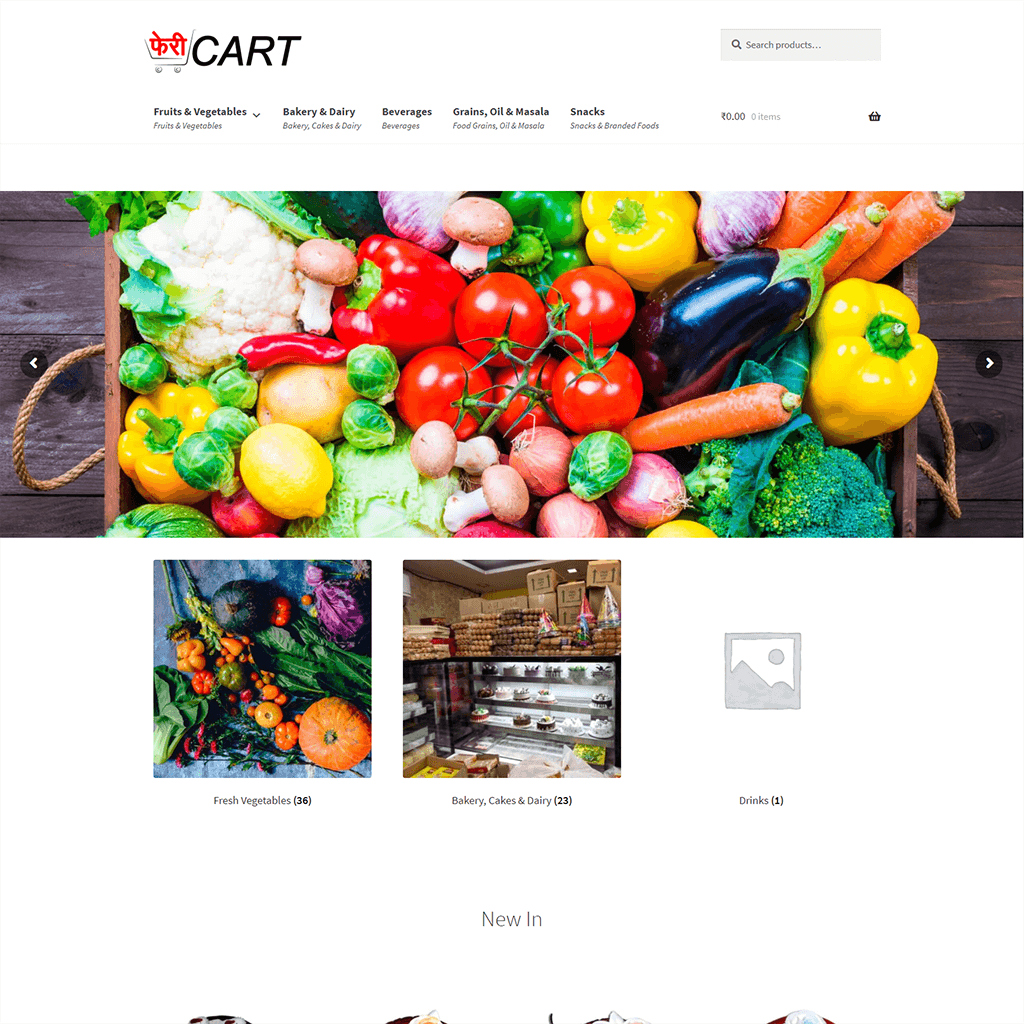 फेरी CART
Search products...
Fruits & Vegetables
Fruits & Vegetables
Bakery & Dairy
Bakery, Cakes & Dairy
Beverages
Beverages
Grains, Oil & Masala
Food Grains, Oil & Masala
Snacks
Snacks & Branded Foods
₹0.00 0 items
Fresh Vegetables (36)
Bakery, Cakes & Dairy (23)
Drinks (1)
New In